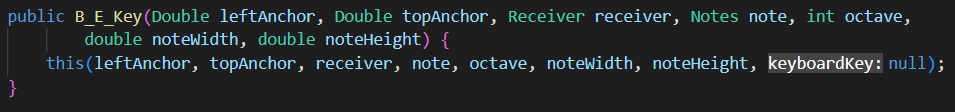 public B_E_Key(Double leftAnchor, Double topAnchor, Receiver receiver, Notes note, int octave,
double noteWidth, double noteHeight) {
this(leftAnchor, topAnchor, receiver, note, octave, noteWidth, noteHeight, keyboardKey: null);
}